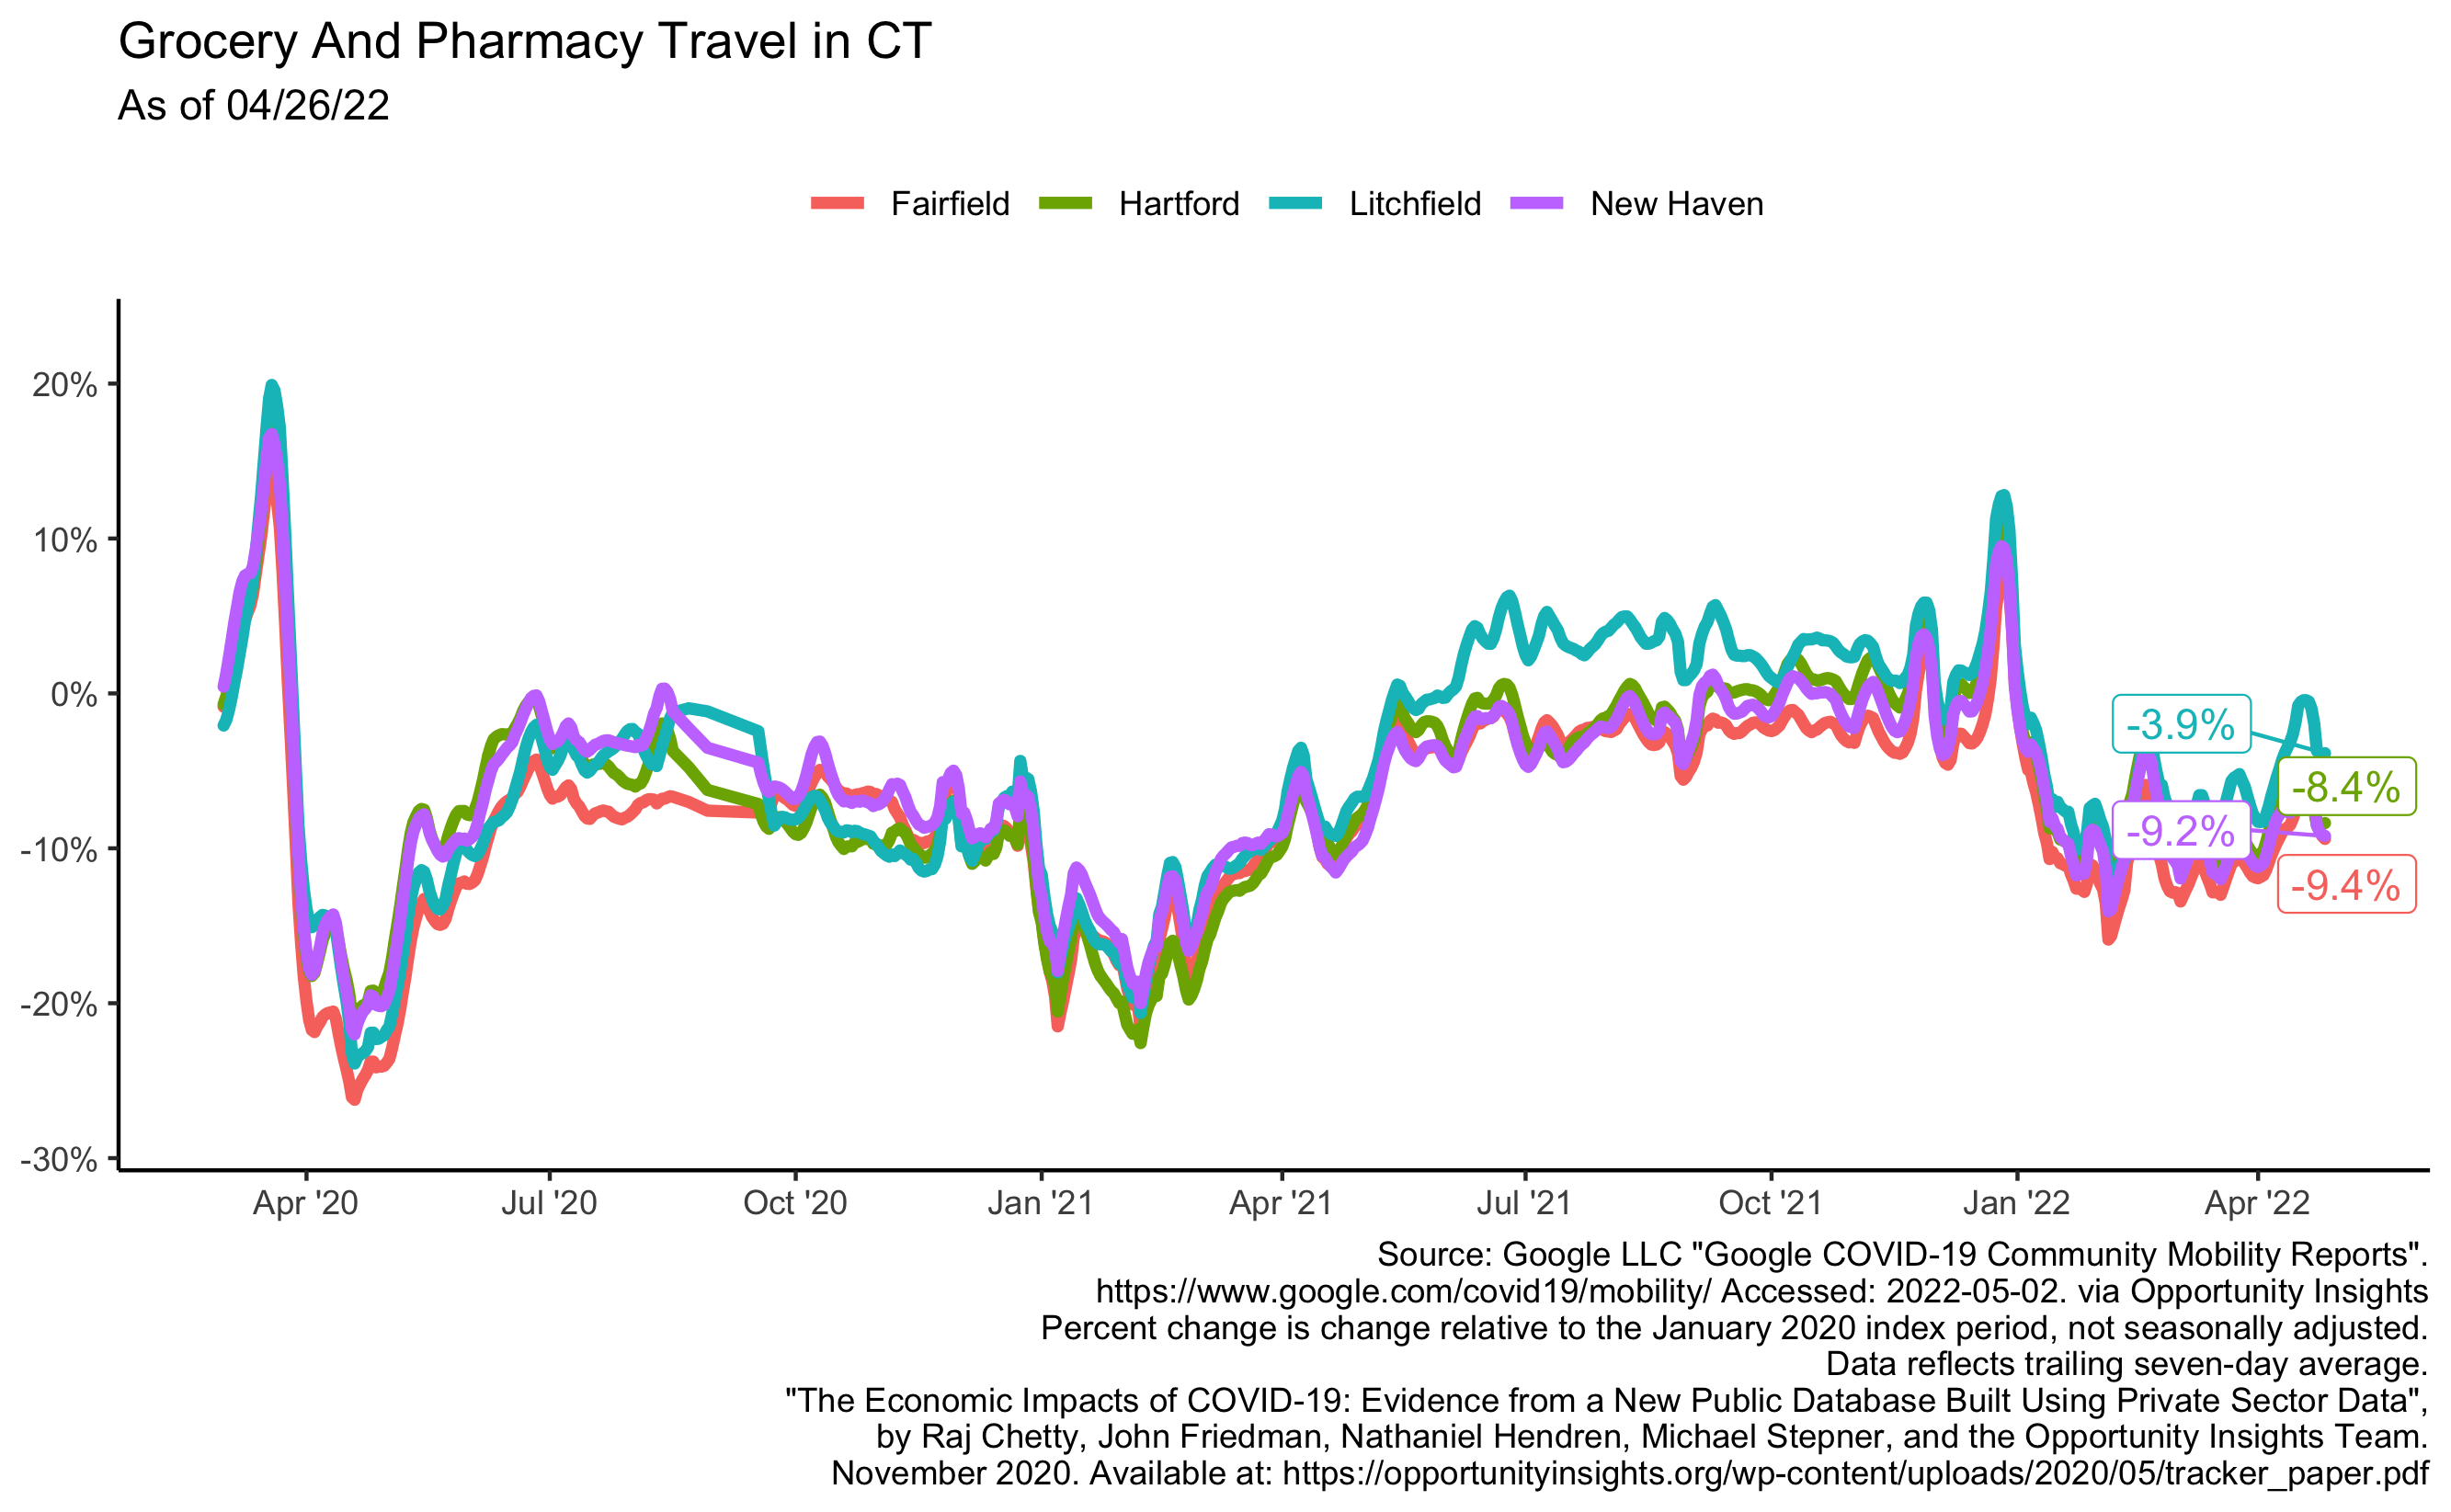 Grocery And Pharmacy Travel in CT
As of 04/26/22
Fairfield Hartford Litchfield New Haven
20%
10%
0%
-10%
-20%
-30%
-3.9%
-8.4%
-9.2%
-9.4%
Apr '20 Jul '20 Oct '20 Jan '21 Apr '21 Jul '21 Oct '21 Jan '22 Apr '22
Source: Google LLC "Google COVID-19 Community Mobility Reports".
https://www.google.com/covid19/mobility/ Accessed: 2022-05-02. via Opportunity Insights
Percent change is change relative to the January 2020 index period, not seasonally adjusted.
Data reflects trailing seven-day average.
"The Economic Impacts of COVID-19: Evidence from a New Public Database Built Using Private Sector Data",
by Raj Chetty, John Friedman, Nathaniel Hendren, Michael Stepner, and the Opportunity Insights Team.
November 2020. Available at: https://opportunityinsights.org/wp-content/uploads/2020/05/tracker_paper.pdf